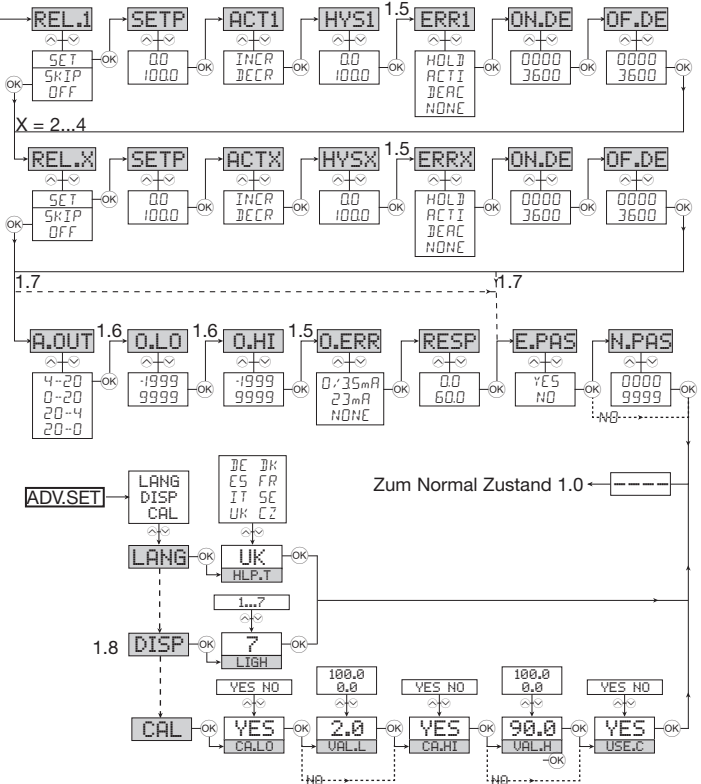 REL.1 SETP ACT1 HYS1 1.5 ERR1 ON.DE OF.DE
SET OK 0.0 OK INCR OK 0.0 OK HOLD OK 0000 OK 0000 OK
SKIP 100.0 DECR 100.0 ACTI 3600 3600
OFF DEAC
OK NONE
X = 2...4
REL.X SETP ACTX HYSX 1.5 ERRX ON.DE OF.DE
SET OK 0.0 OK INCR OK 0.0 OK HOLD OK 0000 OK 0000 OK
SKIP 100.0 DECR 100.0 ACTI 3600 3600
OFF DEAC
OK NONE
1.7 1.7
A.OUT 1.6 O.LO 1.6 O.HI 1.5 O.ERR RESP E.PAS N.PAS
4-20 OK -1999 OK -1999 OK 0/3.5mA OK 0.0 OK YES OK 0000 OK
0-20 9999 9999 23mA 60.0 NO 9999
20-4 NONE NO
20-0
Zum Normal Zustand 1.0 ----
ADV.SET
LANG
DISP
CAL
DE DK
ES FR
IT SE
UK CZ
LANG OK UK OK
HLP.T
1...7
1.8 DISP OK 7 OK
LIGH
YES NO 100.0 YES NO 100.0 YES NO
0.0 0.0
CAL OK YES OK 2.0 OK YES OK 90.0 OK YES OK
CA.LO VAL.L CA.HI VAL.H USE.C
OK
NO NO